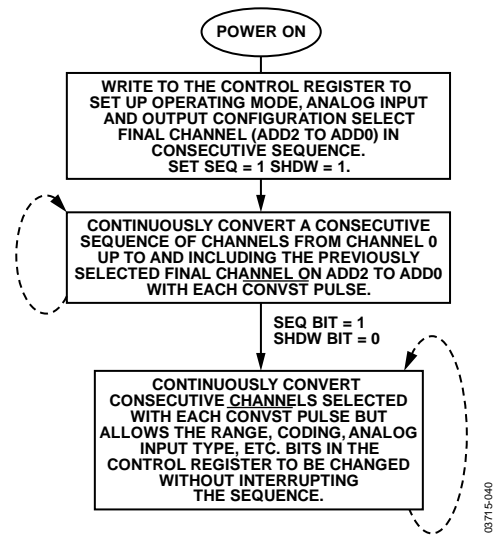 POWER ON
WRITE TO THE CONTROL REGISTER TO
SET UP OPERATING MODE, ANALOG INPUT
AND OUTPUT CONFIGURATION SELECT
FINAL CHANNEL (ADD2 TO ADD0) IN
CONSECUTIVE SEQUENCE.
SET SEQ = 1 SHDW = 1.
CONTINUOUSLY CONVERT A CONSECUTIVE
SEQUENCE OF CHANNELS FROM CHANNEL 0
UP TO AND INCLUDING THE PREVIOUSLY
SELECTED FINAL CHANNEL ON ADD2 TO ADD0
WITH EACH CONVST PULSE.
SEQ BIT = 1
SHDW BIT = 0
CONTINUOUSLY CONVERT
CONSECUTIVE CHANNELS SELECTED
WITH EACH CONVST PULSE BUT
ALLOWS THE RANGE, CODING, ANALOG
INPUT TYPE, ETC. BITS IN THE
CONTROL REGISTER TO BE CHANGED
WITHOUT INTERRUPTING
THE SEQUENCE.
03715-040